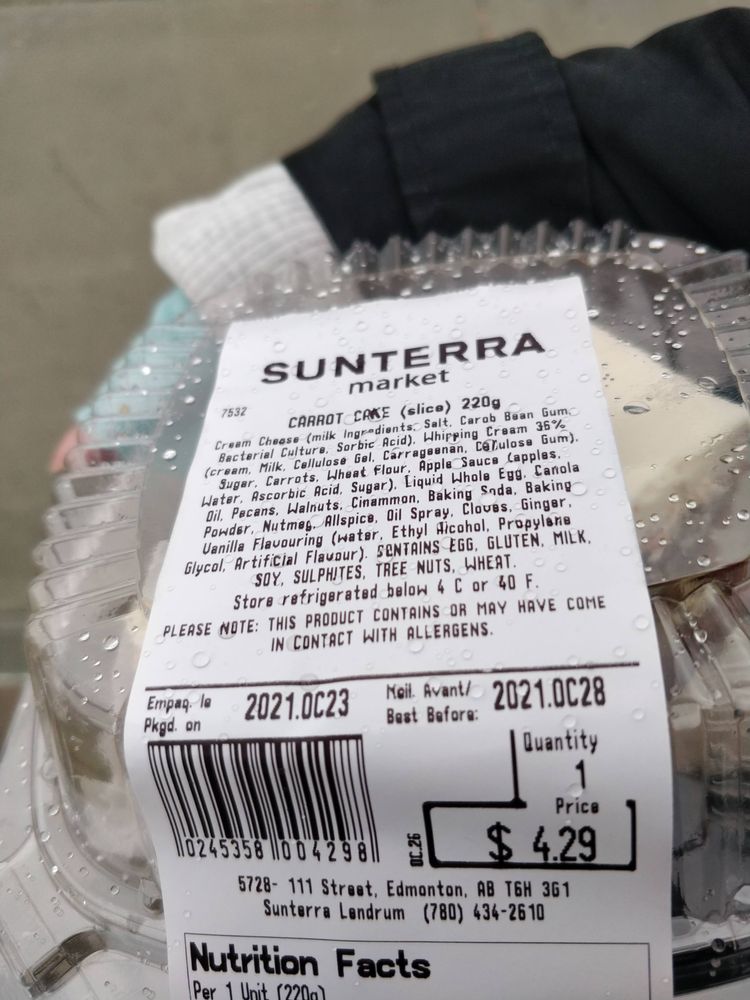 SUNTERRA
market
7532
CARROT CAKE (slice) 220g
Cream Cheese (milk Ingredients, Salt, Carob Bean Gum,
Bacterial Culture, Sorbic Acid), Whipping Cream 36%
(cream, Milk, Cellulose Gel, Carrageenan, Cellulose Gum),
Sugar, Carrots, Wheat Flour, Apple Sauce (apples,
Water, Ascorbic Acid, Sugar), Liquid Whole Egg, Canola
Oil, Pecans, Walnuts, Cinammon, Baking Soda, Baking
Powder, Nutmeg, Allspice, Oil Spray, Cloves, Ginger,
Vanilla Flavouring (water, Ethyl Alcohol, Propylene
Glycol, Artificial Flavour). CONTAINS EGG, GLUTEN, MILK,
SOY, SULPHITES, TREE NUTS, WHEAT.
Store refrigerated below 4 C or 40 F.
PLEASE NOTE: THIS PRODUCT CONTAINS OR MAY HAVE COME
IN CONTACT WITH ALLERGENS.
Empaq. le
Pkgd. on
2021.OC23
Meil. Avant/
Best Before:
2021.OC28
Quantity
1
Price
$ 4.29
OC.26
0245358 004298
5728- 111 Street, Edmonton, AB T6H 3G1
Sunterra Lendrum (780) 434-2610
Nutrition Facts
Per 1 Unit (220g)